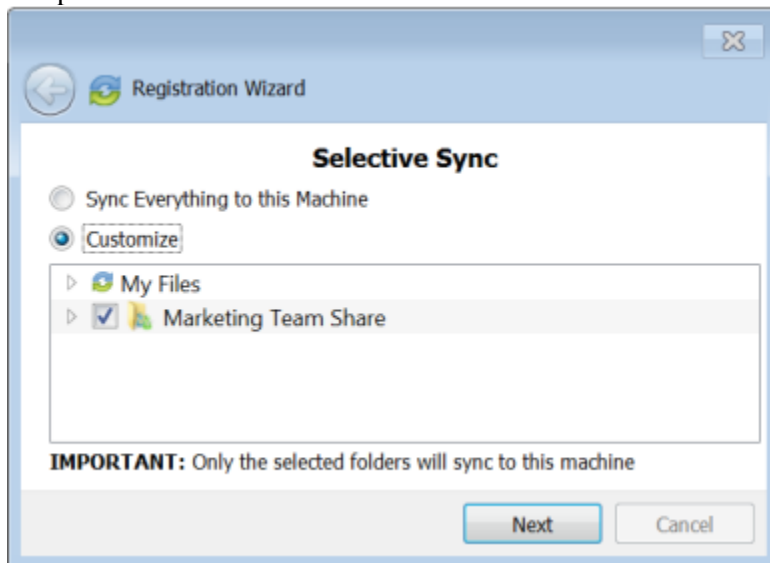 Registration Wizard
Selective Sync
Sync Everything to this Machine
Customize
My Files
Marketing Team Share
IMPORTANT: Only the selected folders will sync to this machine
Next
Cancel